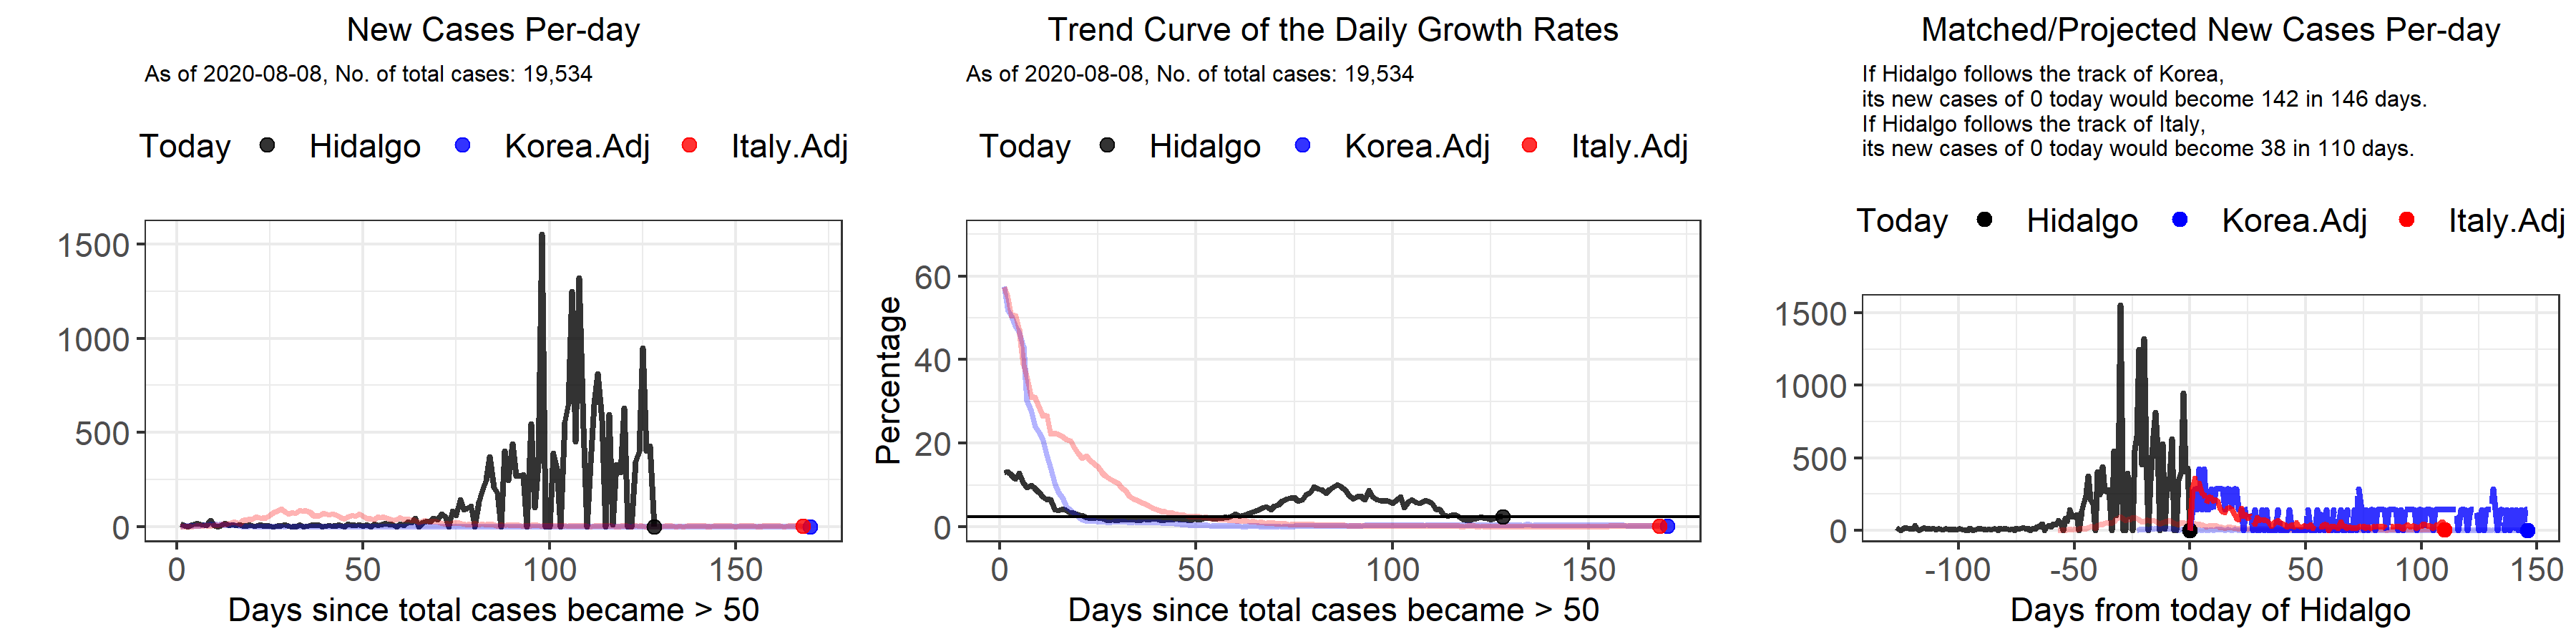 New Cases Per-day
As of 2020-08-08, No. of total cases: 19,534
Today Hidalgo Korea.Adj Italy.Adj
1500
1000
500
0
0 50 100 150
Days since total cases became > 50
Trend Curve of the Daily Growth Rates
As of 2020-08-08, No. of total cases: 19,534
Today Hidalgo Korea.Adj Italy.Adj
Percentage
60
40
20
0
0 50 100 150
Days since total cases became > 50
Matched/Projected New Cases Per-day
If Hidalgo follows the track of Korea,
its new cases of 0 today would become 142 in 146 days.
If Hidalgo follows the track of Italy,
its new cases of 0 today would become 38 in 110 days.
Today Hidalgo Korea.Adj Italy.Adj
1500
1000
500
0
-100 -50 0 50 100 150
Days from today of Hidalgo